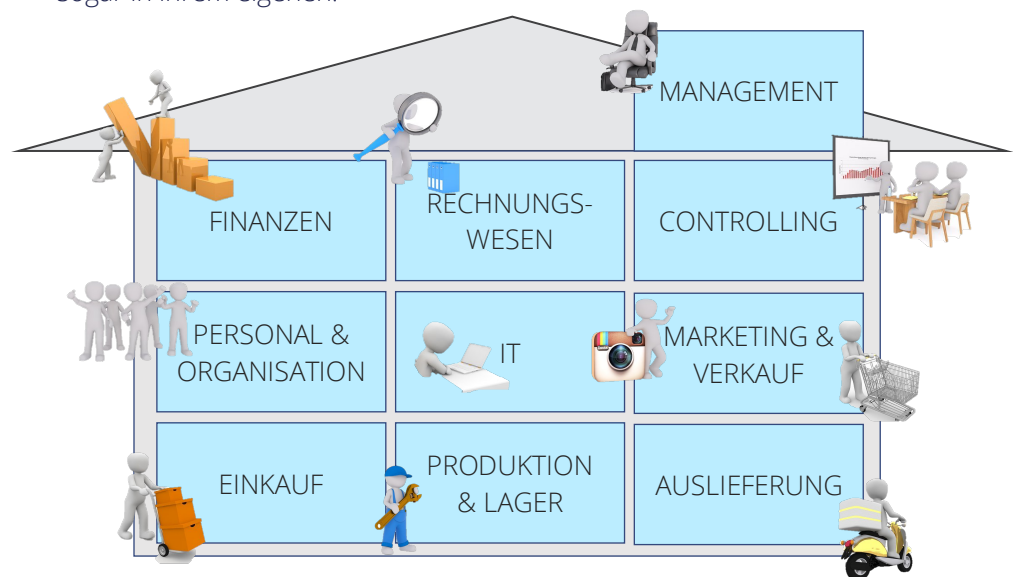 MANAGEMENT
FINANZEN
RECHNUNGS-
WESEN
CONTROLLING
PERSONAL &
ORGANISATION
IT
MARKETING &
VERKAUF
EINKAUF
PRODUKTION
& LAGER
AUSLIEFERUNG